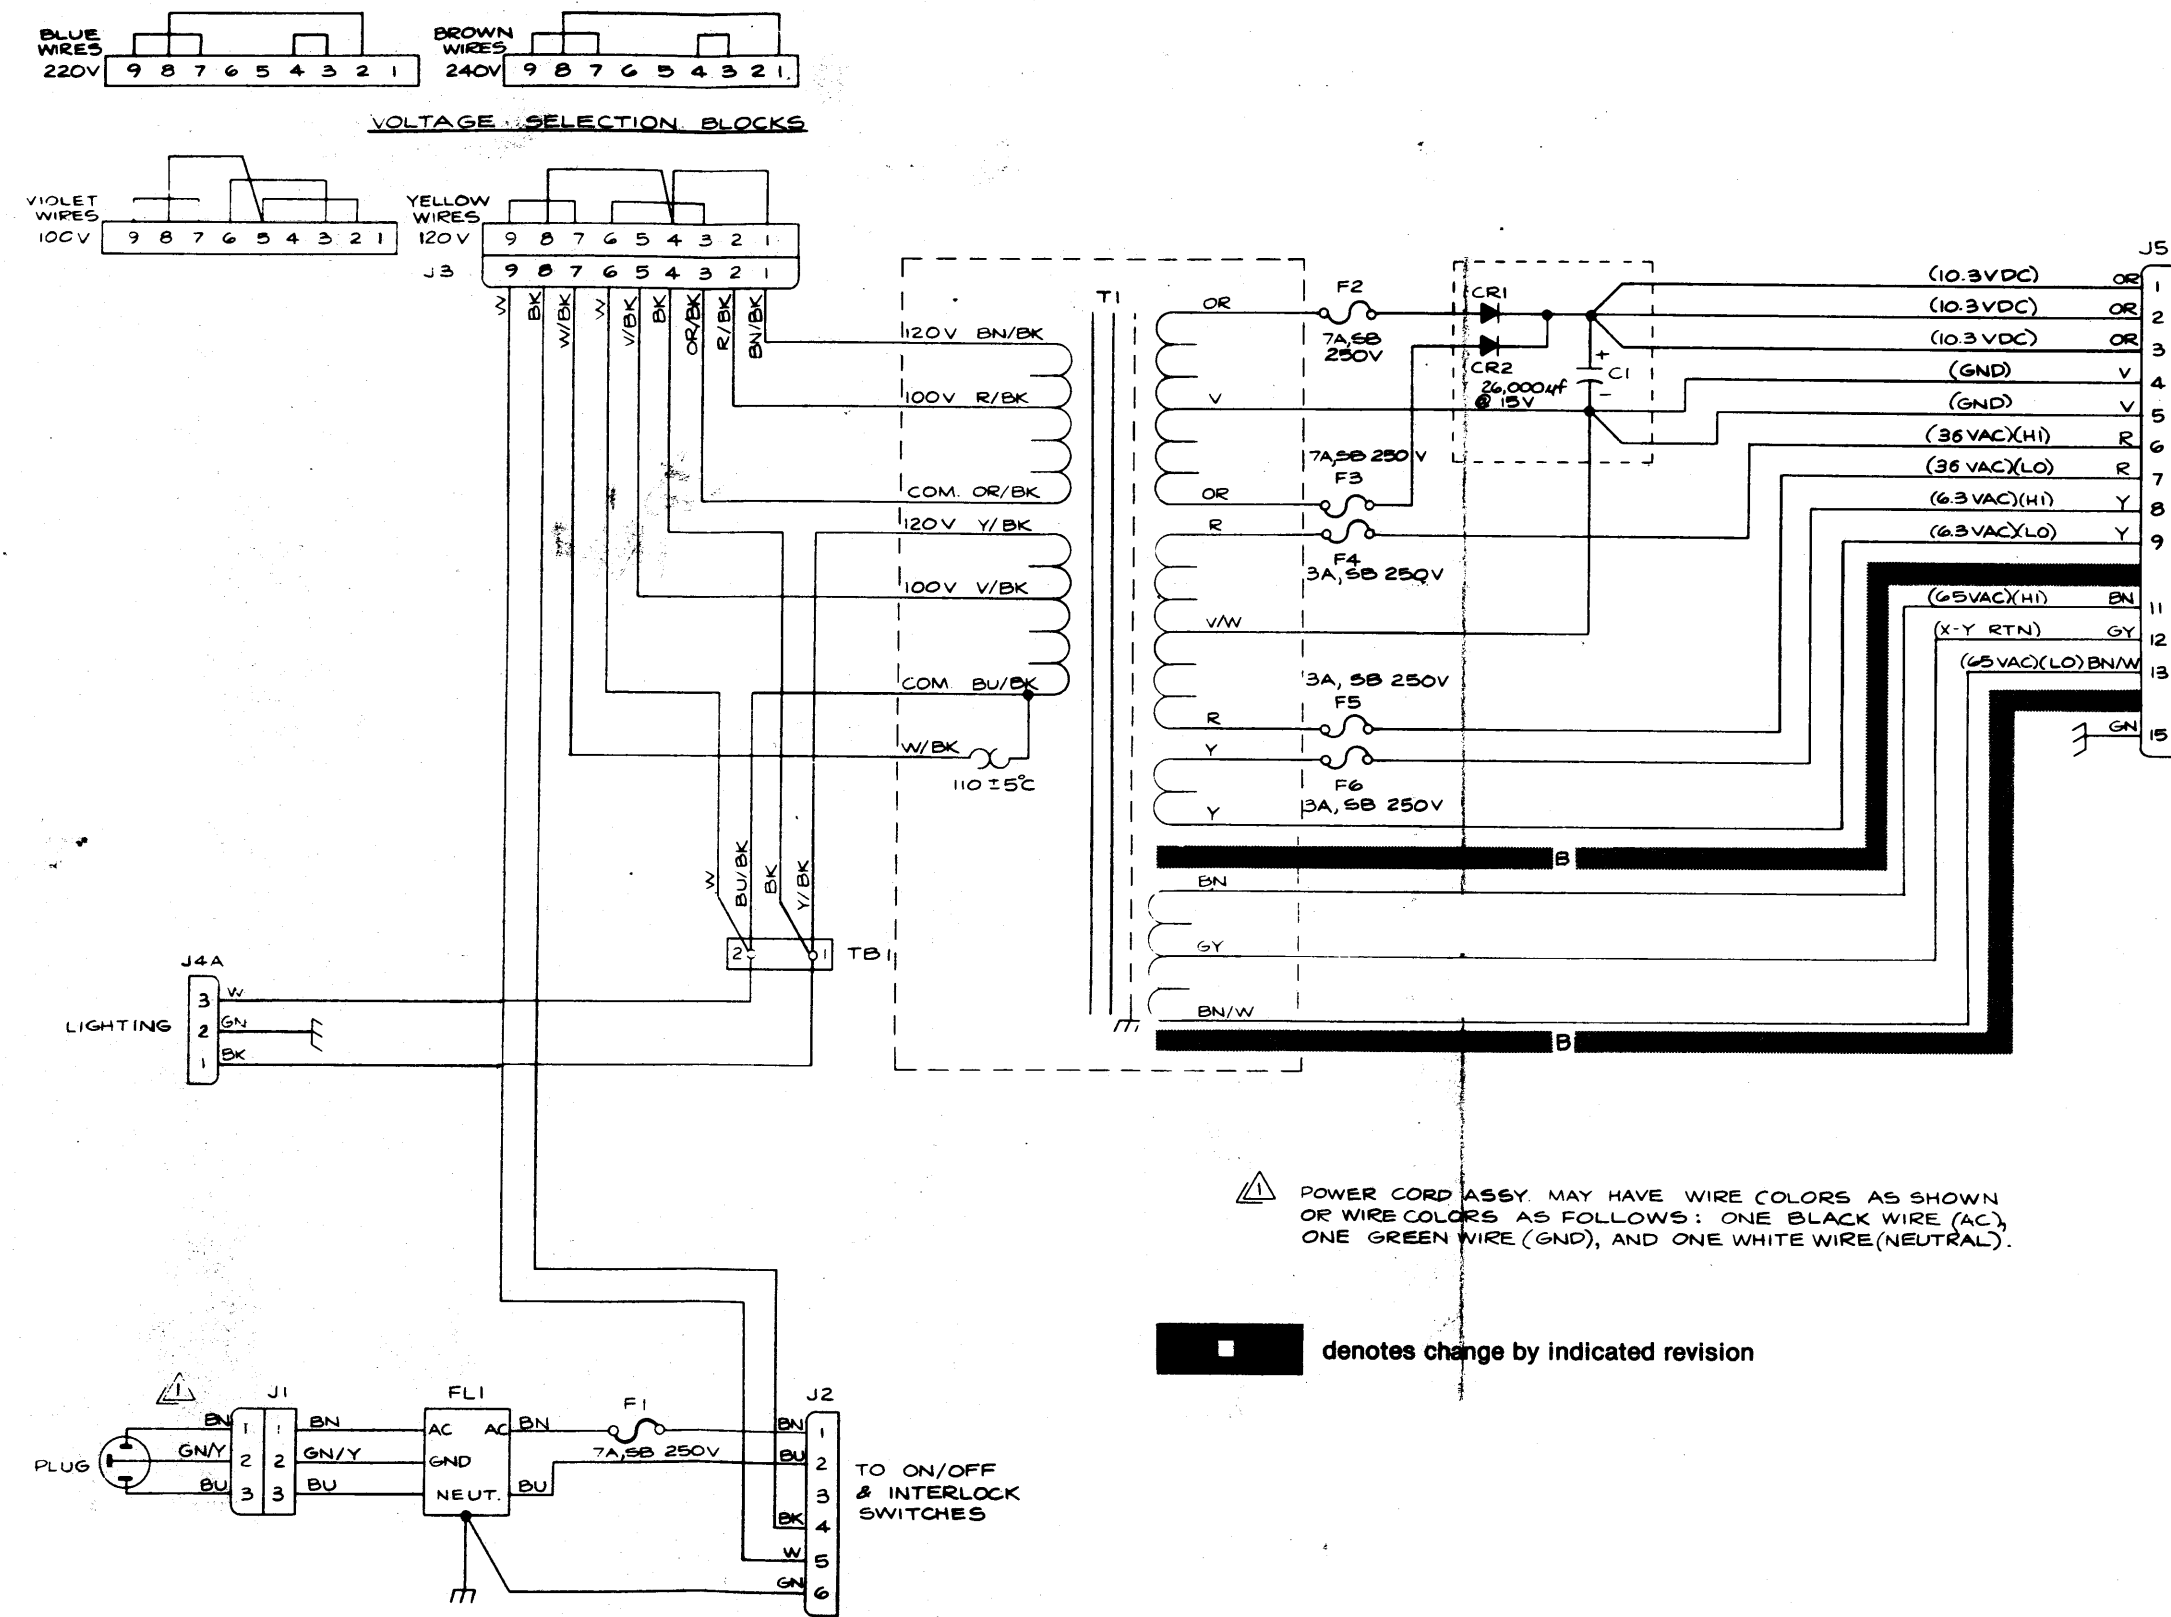 BLUE
WIRES
220V
9 8 7 6 5 4 3 2 1
BROWN
WIRES
240V
9 8 7 6 5 4 3 2 1
VOLTAGE SELECTION BLOCKS
VIOLET
WIRES
100V
9 8 7 6 5 4 3 2 1
YELLOW
WIRES
120V
9 8 7 6 5 4 3 2 1
J3
9 8 7 6 5 4 3 2 1
W
BK
W/BK
W
V/BK
BK
OR/BK
R/BK
BN/BK
120V BN/BK
100V R/BK
COM. OR/BK
120V Y/BK
100V V/BK
COM. BU/BK
W/BK
110 ±5°C
T1
OR
V
OR
R
V/W
R
Y
Y
BN
GY
BN/W
F2
7A,SB
250V
7A,SB 250V
F3
F4
3A,SB 250V
3A, SB 250V
F5
F6
3A, SB 250V
CR1
CR2
26,000µf
@ 15V
+
C1
−
B
B
J5
(10.3VDC) OR 1
(10.3VDC) OR 2
(10.3VDC) OR 3
(GND) V 4
(GND) V 5
(36VAC)(HI) R 6
(36VAC)(LO) R 7
(6.3VAC)(HI) Y 8
(6.3VAC)(LO) Y 9
(65VAC)(HI) BN 11
(X-Y RTN) GY 12
(65VAC)(LO) BN/W 13
GN 15
W
BU/BK
BK
Y/BK
2 1
TB1
J4A
LIGHTING
3 W
2 GN
1 BK
1
POWER CORD ASSY. MAY HAVE WIRE COLORS AS SHOWN
OR WIRE COLORS AS FOLLOWS: ONE BLACK WIRE (AC),
ONE GREEN WIRE (GND), AND ONE WHITE WIRE (NEUTRAL).
denotes change by indicated revision
1
J1
PLUG
BN 1 1 BN
GN/Y 2 2 GN/Y
BU 3 3 BU
FL1
AC AC
GND
NEUT.
BN
BU
F1
7A,SB 250V
J2
BN 1
BU 2
3
BK 4
W 5
GN 6
TO ON/OFF
& INTERLOCK
SWITCHES